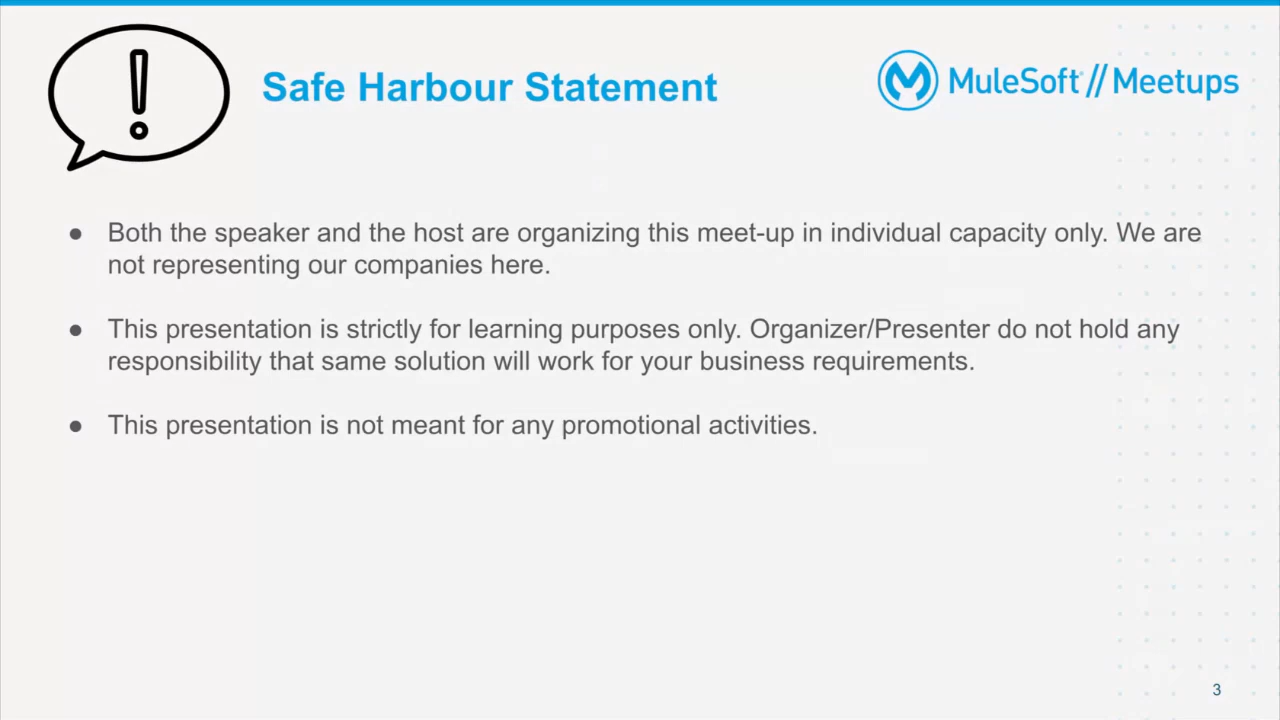 Safe Harbour Statement
MuleSoft // Meetups
● Both the speaker and the host are organizing this meet-up in individual capacity only. We are
not representing our companies here.
● This presentation is strictly for learning purposes only. Organizer/Presenter do not hold any
responsibility that same solution will work for your business requirements.
● This presentation is not meant for any promotional activities.
3